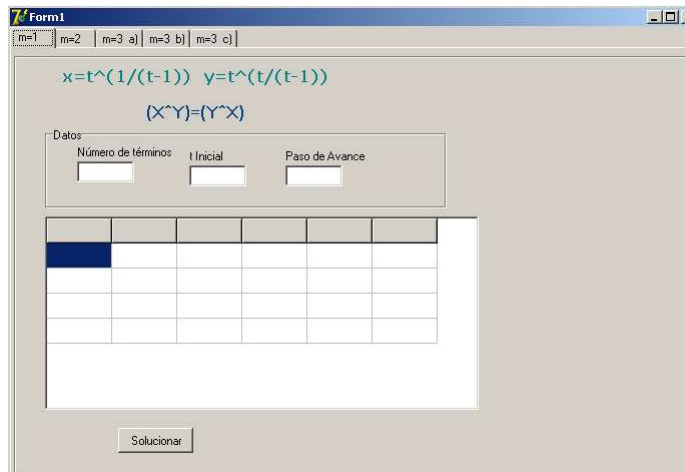 Form1
m=1 m=2 m=3 a) m=3 b) m=3 c)
x=t^(1/(t-1)) y=t^(t/(t-1))
(X^Y)=(Y^X)
Datos
Número de términos t Inicial Paso de Avance
Solucionar